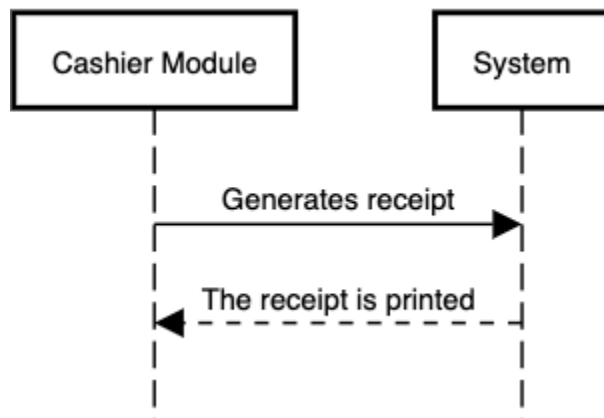 Cashier Module
System
Generates receipt
The receipt is printed